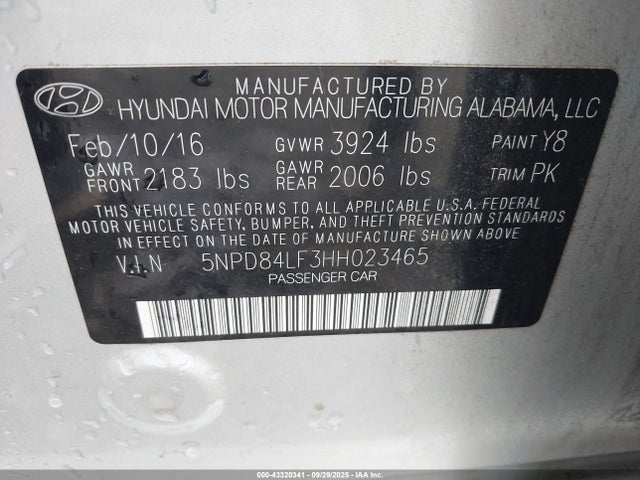 MANUFACTURED BY
HYUNDAI MOTOR MANUFACTURING ALABAMA, LLC
Feb/10/16 GVWR 3924 lbs PAINT Y8
GAWR FRONT 2183 lbs GAWR REAR 2006 lbs TRIM PK
THIS VEHICLE CONFORMS TO ALL APPLICABLE U.S.A. FEDERAL
MOTOR VEHICLE SAFETY, BUMPER, AND THEFT PREVENTION STANDARDS
IN EFFECT ON THE DATE OF MANUFACTURE SHOWN ABOVE.
V.I.N 5NPD84LF3HH023465
PASSENGER CAR
000-43320341 - 09/29/2025 - IAAI.COM